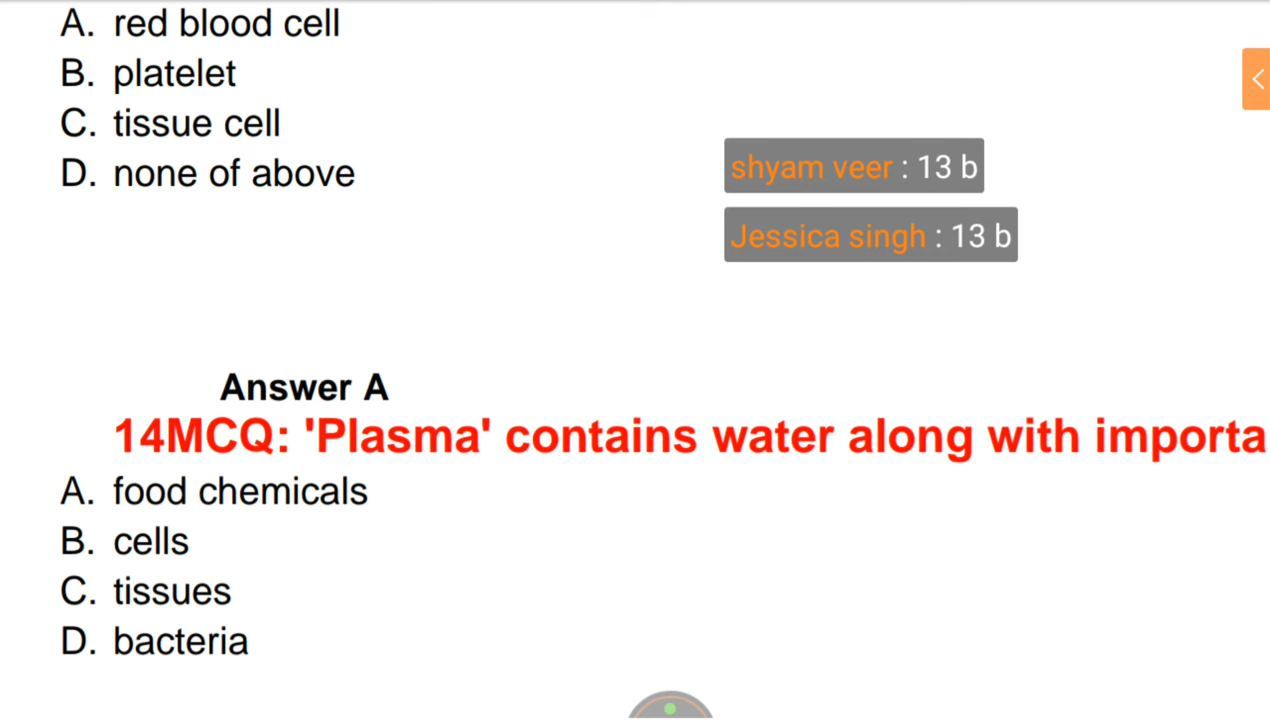 A. red blood cell
B. platelet
C. tissue cell
D. none of above
shyam veer : 13 b
Jessica singh : 13 b
Answer A
14MCQ: 'Plasma' contains water along with importa
A. food chemicals
B. cells
C. tissues
D. bacteria